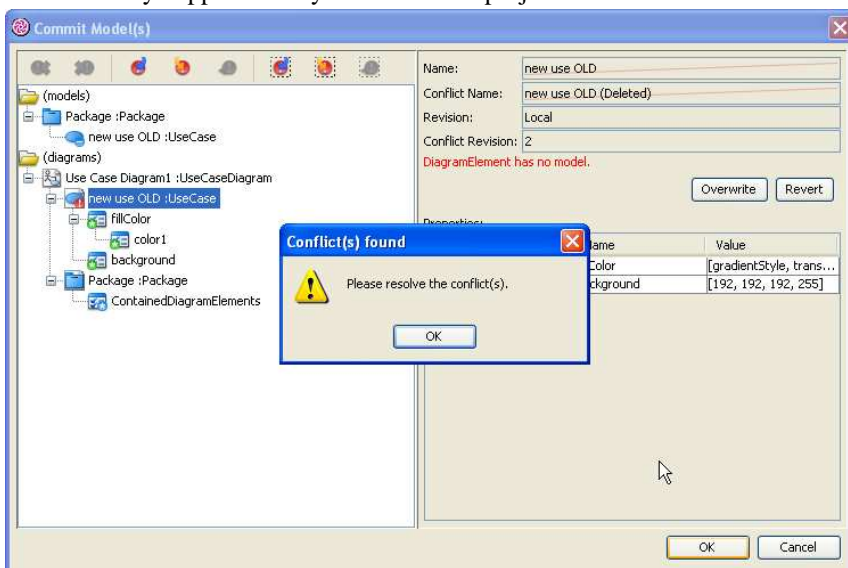 Commit Model(s)
(models)
Package :Package
new use OLD :UseCase
(diagrams)
Use Case Diagram1 :UseCaseDiagram
new use OLD :UseCase
fillColor
color1
background
Package :Package
ContainedDiagramElements
Name: new use OLD
Conflict Name: new use OLD (Deleted)
Revision: Local
Conflict Revision: 2
DiagramElement has no model.
Overwrite Revert
Value
[gradientStyle, trans...
[192, 192, 192, 255]
Conflict(s) found
Please resolve the conflict(s).
OK
OK Cancel